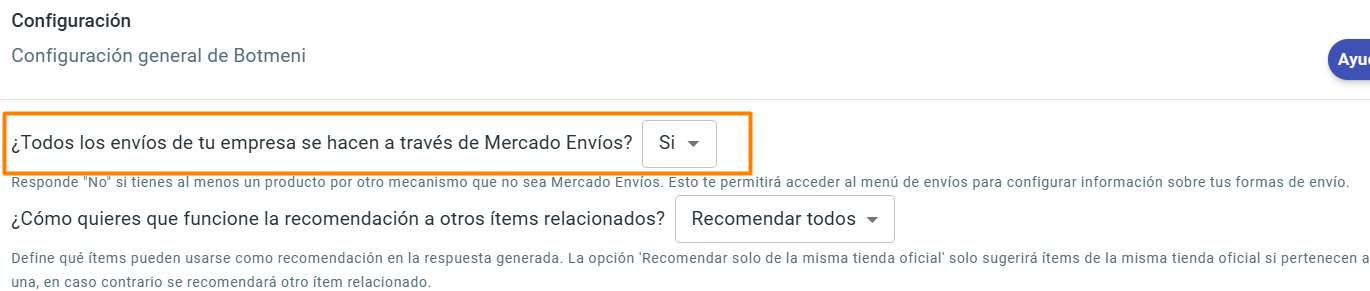 Configuración
Configuración general de Botmeni
¿Todos los envíos de tu empresa se hacen a través de Mercado Envíos? Si
Responde "No" si tienes al menos un producto por otro mecanismo que no sea Mercado Envíos. Esto te permitirá acceder al menú de envíos para configurar información sobre tus formas de envío.
¿Cómo quieres que funcione la recomendación a otros ítems relacionados? Recomendar todos
Define qué ítems pueden usarse como recomendación en la respuesta generada. La opción 'Recomendar solo de la misma tienda oficial' solo sugerirá ítems de la misma tienda oficial si pertenecen a
una, en caso contrario se recomendará otro ítem relacionado.